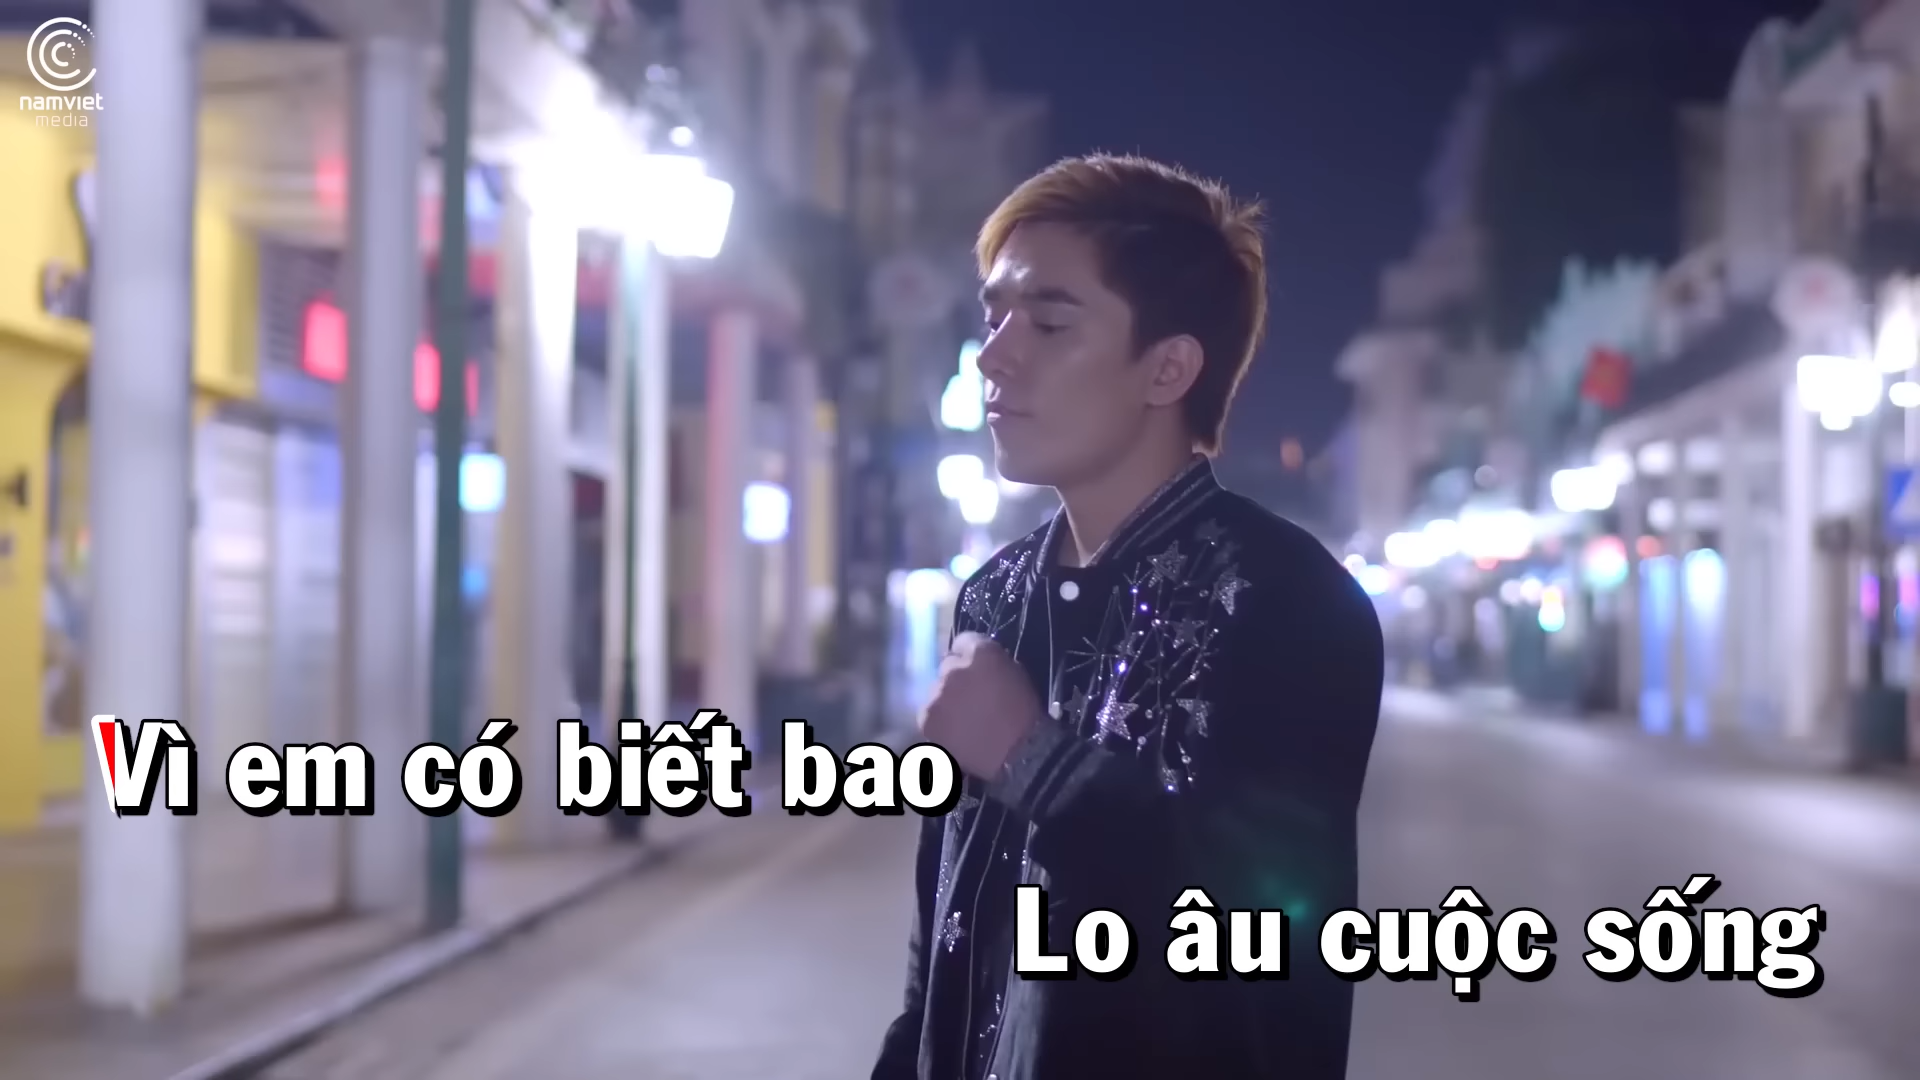 namviet
media
Vì em có biết bao
Lo âu cuộc sống